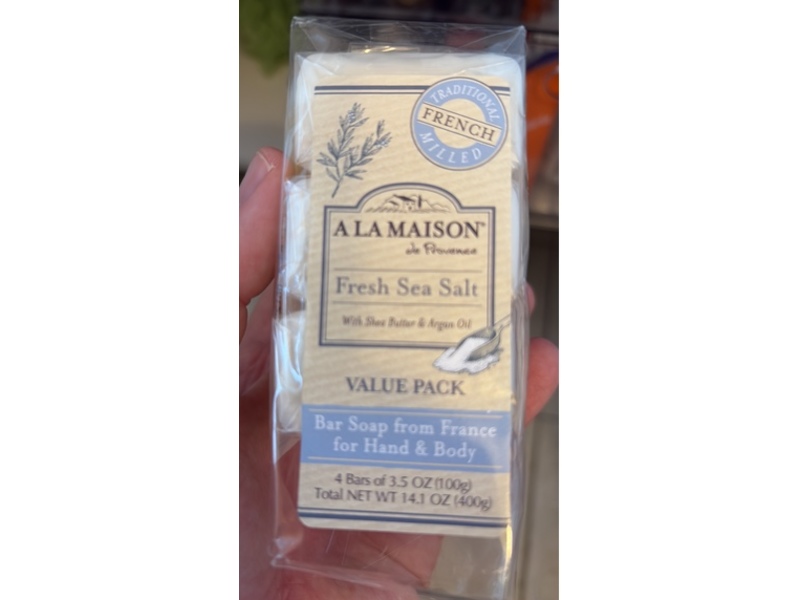 TRADITIONAL
FRENCH
MILLED
A LA MAISON
de Provence
Fresh Sea Salt
With Shea Butter & Argan Oil
VALUE PACK
Bar Soap from France
for Hand & Body
4 Bars of 3.5 OZ (100g)
Total NET WT 14.1 OZ (400g)